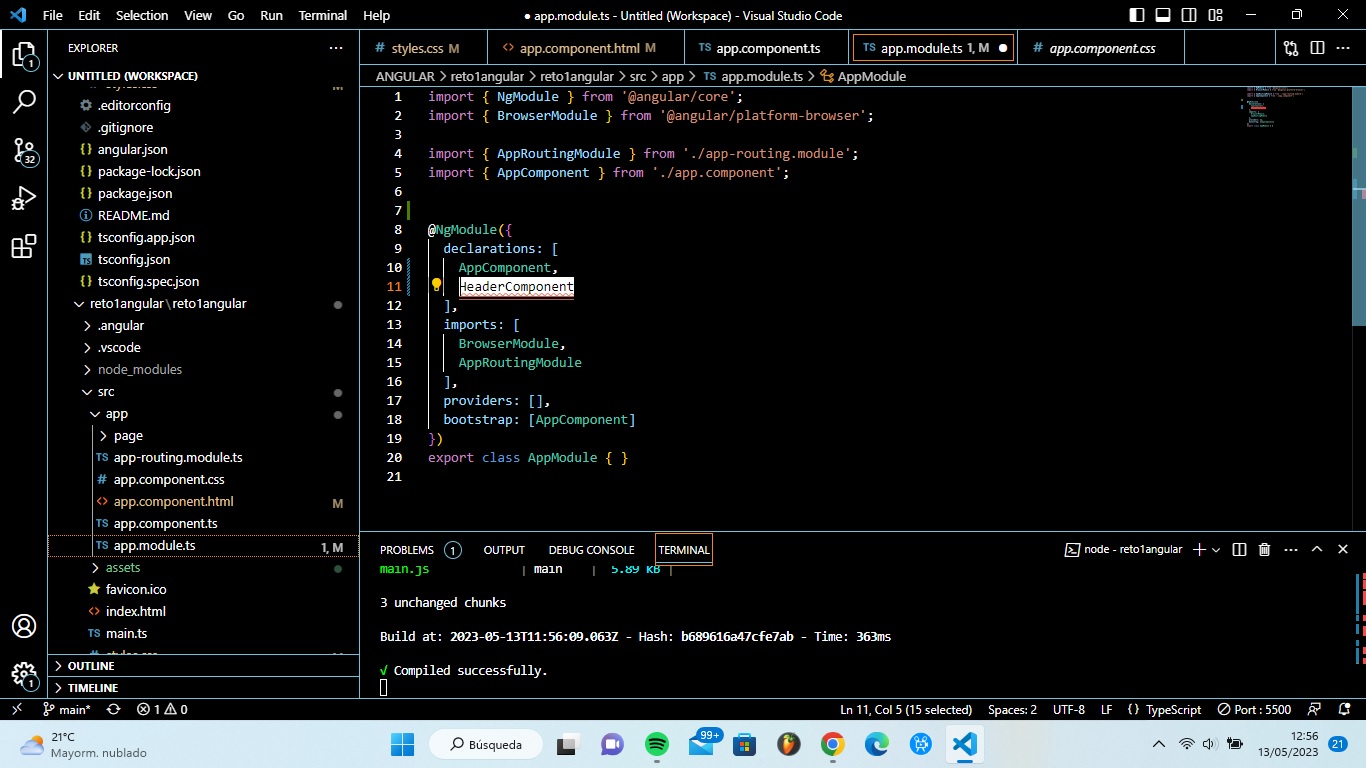 File Edit Selection View Go Run Terminal Help
● app.module.ts - Untitled (Workspace) - Visual Studio Code
EXPLORER
UNTITLED (WORKSPACE)
.editorconfig
.gitignore
angular.json
package-lock.json
package.json
README.md
tsconfig.app.json
tsconfig.json
tsconfig.spec.json
reto1angular\reto1angular
.angular
.vscode
node_modules
src
app
page
app-routing.module.ts
app.component.css
app.component.html M
app.component.ts
app.module.ts 1, M
assets
favicon.ico
index.html
main.ts
OUTLINE
TIMELINE
styles.css M
app.component.html M
app.component.ts
app.module.ts 1, M
app.component.css
ANGULAR > reto1angular > reto1angular > src > app > TS app.module.ts > AppModule
1 import { NgModule } from '@angular/core';
2 import { BrowserModule } from '@angular/platform-browser';
3
4 import { AppRoutingModule } from './app-routing.module';
5 import { AppComponent } from './app.component';
6
7
8 @NgModule({
9 declarations: [
10 AppComponent,
11 HeaderComponent
12 ],
13 imports: [
14 BrowserModule,
15 AppRoutingModule
16 ],
17 providers: [],
18 bootstrap: [AppComponent]
19 })
20 export class AppModule { }
21
PROBLEMS 1 OUTPUT DEBUG CONSOLE TERMINAL
node - reto1angular
main.js | main | 5.89 kB |
3 unchanged chunks
Build at: 2023-05-13T11:56:09.063Z - Hash: b689616a47cfe7ab - Time: 363ms
√ Compiled successfully.
main* 1 0
Ln 11, Col 5 (15 selected) Spaces: 2 UTF-8 LF {} TypeScript Port : 5500
21°C
Mayorm. nublado
Búsqueda
99+
12:56
13/05/2023
21